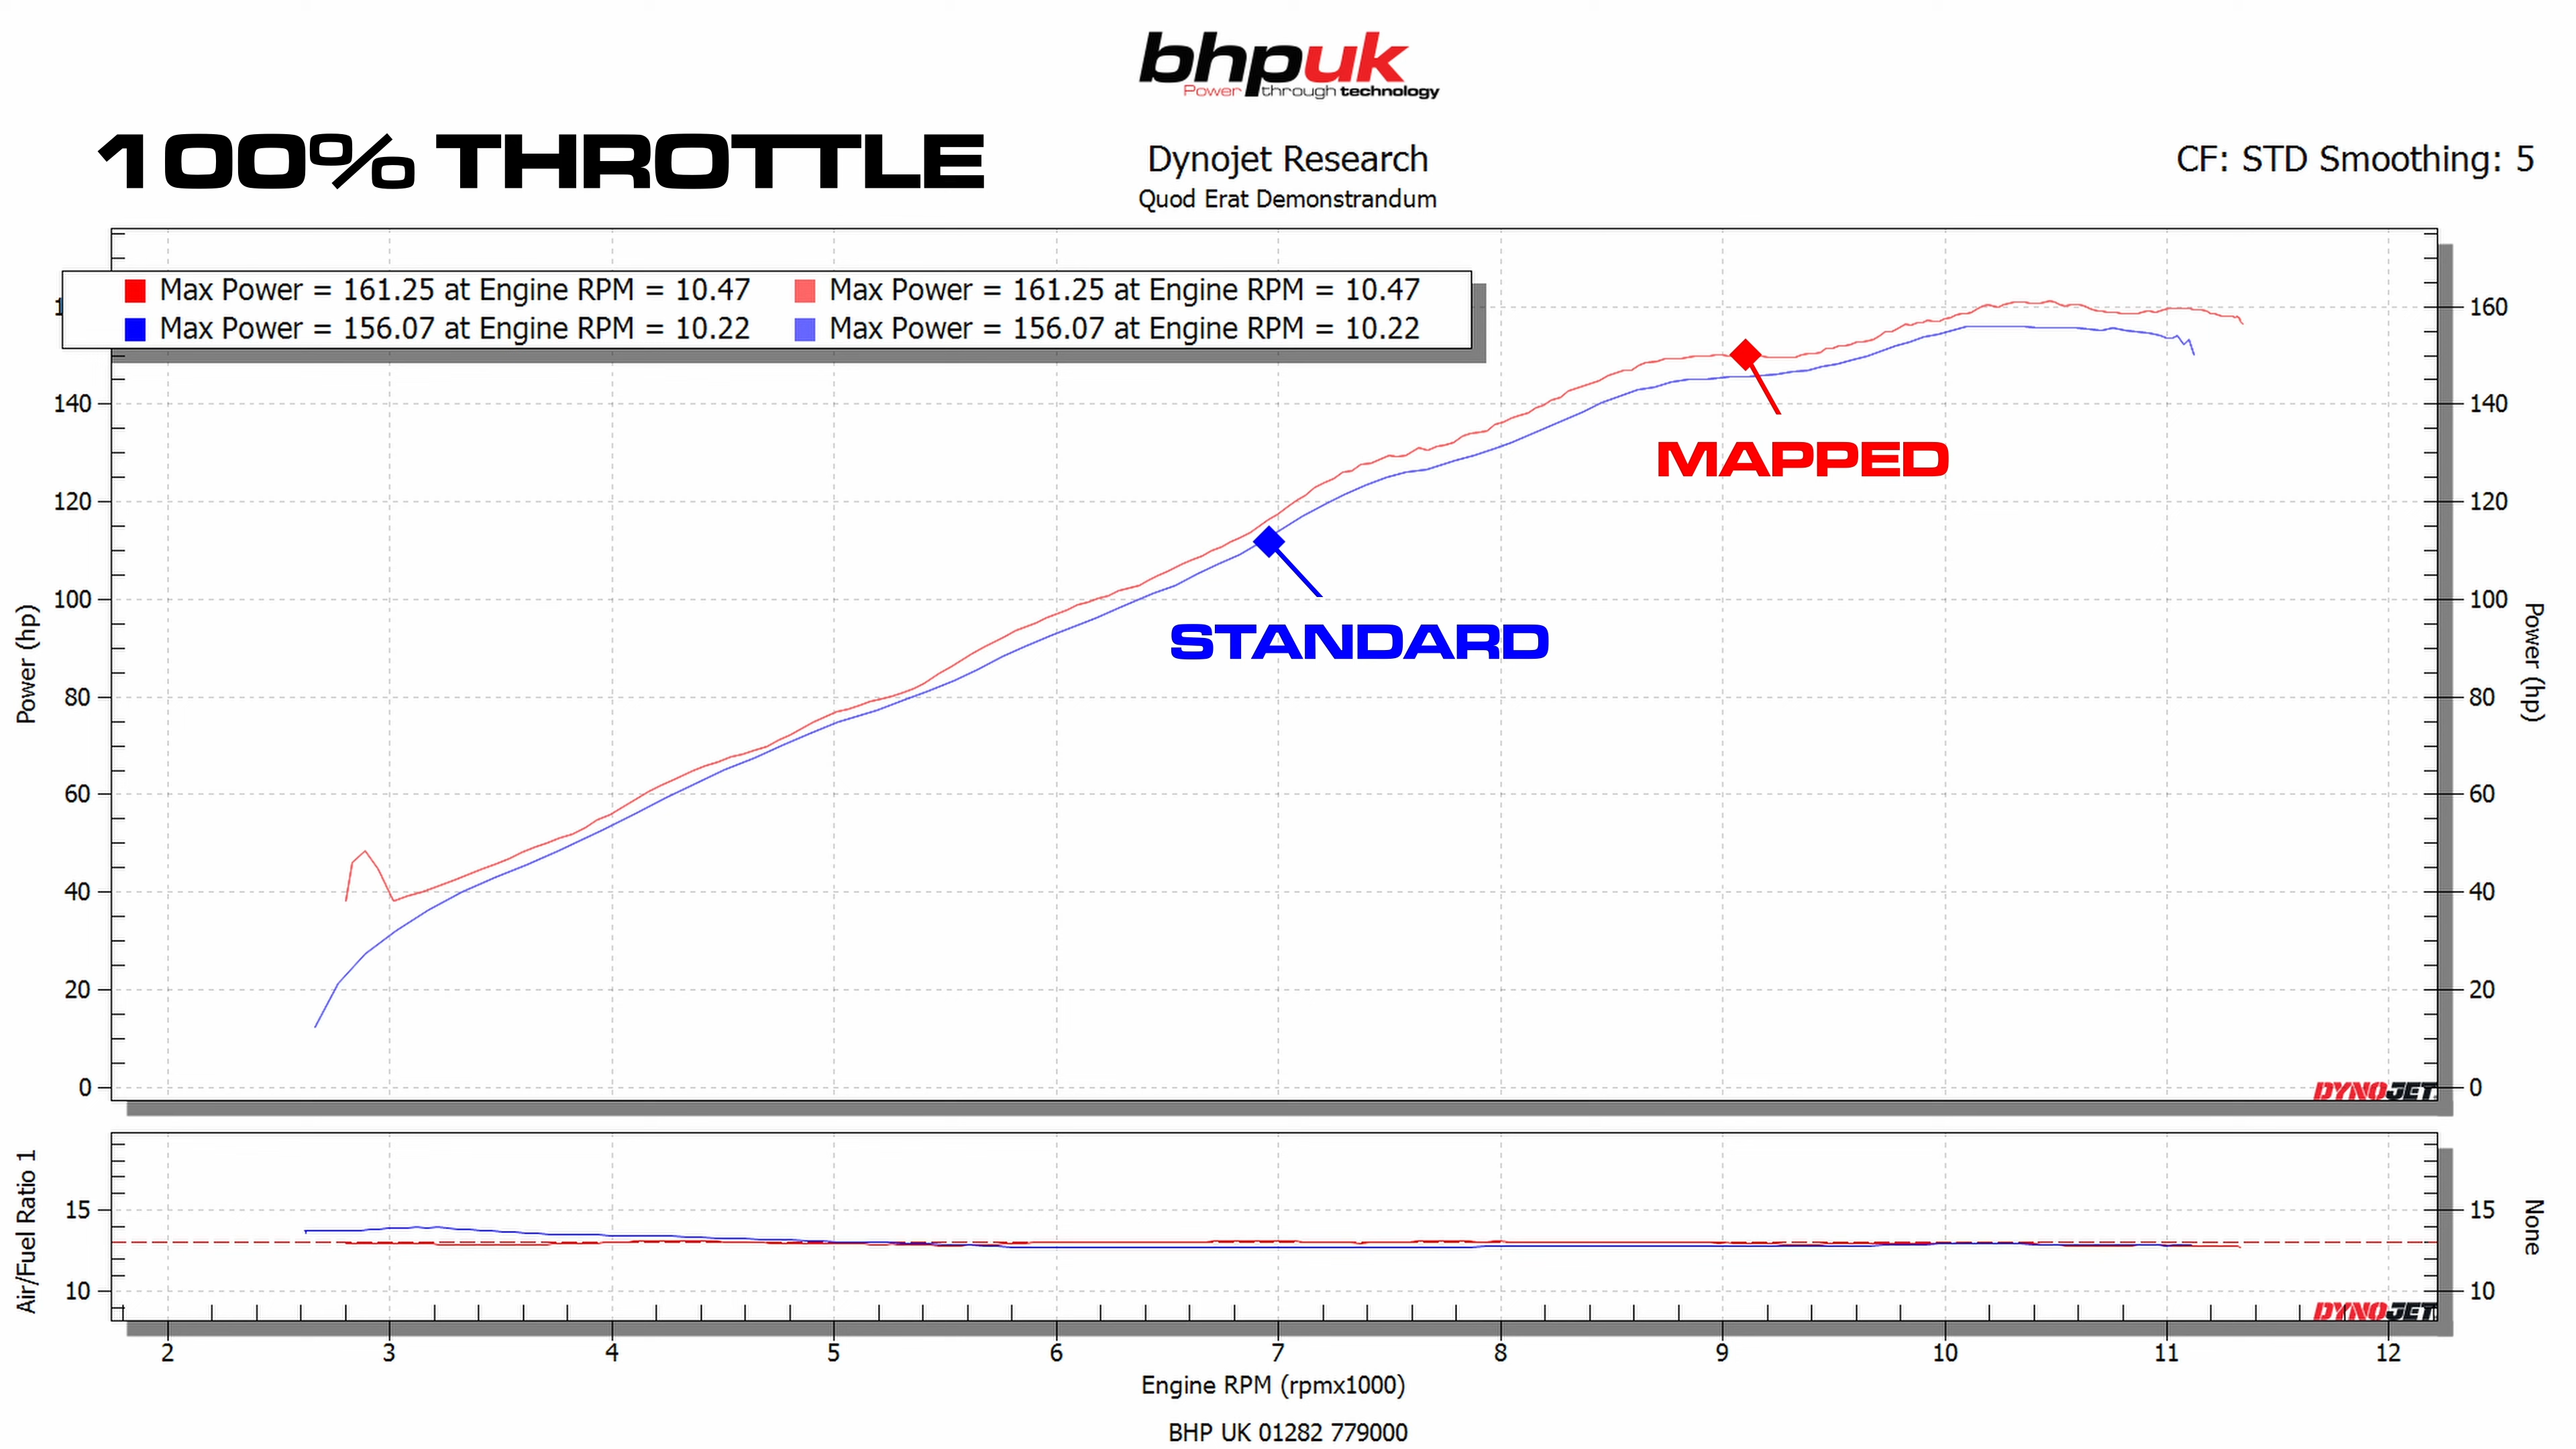 bhpuk
Power through technology
100% THROTTLE
Dynojet Research
CF: STD Smoothing: 5
Quod Erat Demonstrandum
Max Power = 161.25 at Engine RPM = 10.47
Max Power = 161.25 at Engine RPM = 10.47
Max Power = 156.07 at Engine RPM = 10.22
Max Power = 156.07 at Engine RPM = 10.22
MAPPED
STANDARD
Power (hp)
1
140
120
100
80
60
40
20
0
160
140
120
100
80
60
40
20
0
Power (hp)
DYNOJET
Air/Fuel Ratio 1
15
10
15
10
None
DYNOJET
2 3 4 5 6 7 8 9 10 11 12
Engine RPM (rpmx1000)
BHP UK 01282 779000